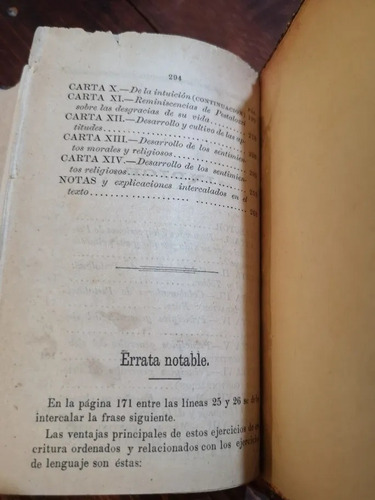 294
CARTA X.—De la intuición (CONTINUACION)
CARTA XI.—Reminiscencias de Pestalozzi
sobre las desgracias de su vida
CARTA XII.—Desarrollo y cultivo de las ap-
titudes
CARTA XIII.—Desarrollo de los sentimien-
tos morales y religiosos
CARTA XIV.—Desarrollo de los sentimien-
tos religiosos
NOTAS y explicaciones intercalados en el
texto
Errata notable.
En la página 171 entre las líneas 25 y 26
intercalar la frase siguiente.
Las ventajas principales de estos ejercicios de es-
critura ordenados y relacionados con los ejercicios
de lenguaje son éstas: